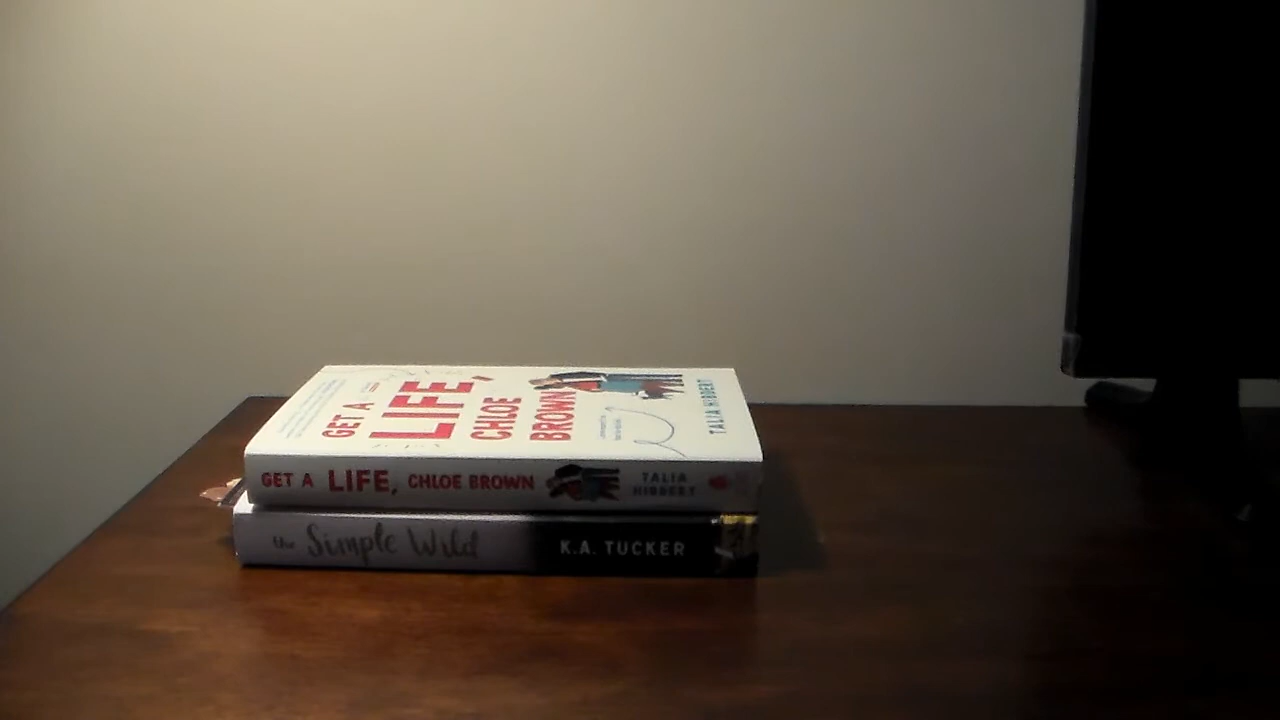 GET A
LIFE,
CHLOE
BROWN
TALIA HIBBERT
GET A LIFE, CHLOE BROWN
TALIA
HIBBERT
the Simple Wild K.A. TUCKER